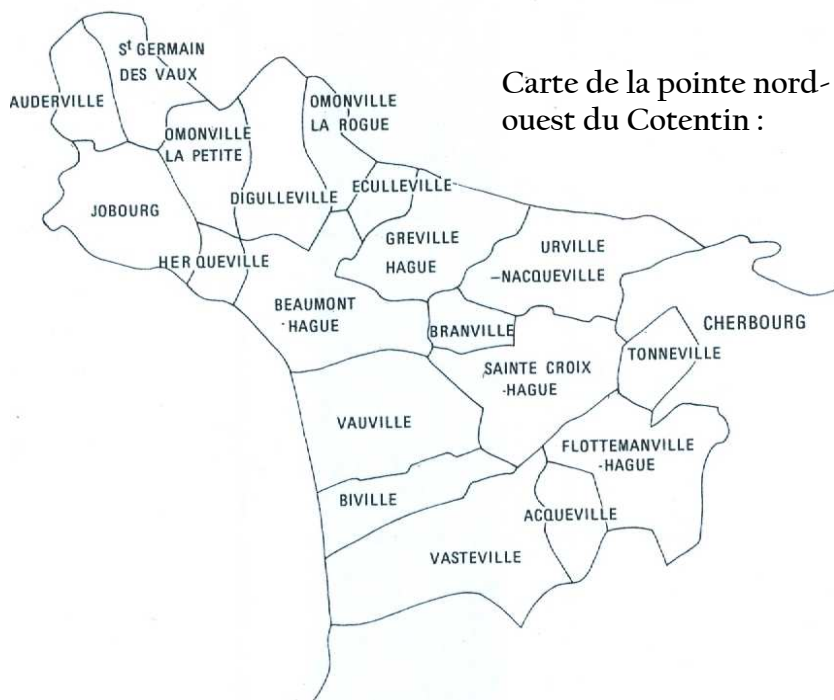 Carte de la pointe nord-
ouest du Cotentin :
St GERMAIN
DES VAUX
AUDERVILLE
OMONVILLE
LA ROGUE
OMONVILLE
LA PETITE
DIGULLEVILLE
ECULLEVILLE
JOBOURG
GREVILLE
HAGUE
URVILLE
-NACQUEVILLE
HERQUEVILLE
BEAUMONT
-HAGUE
BRANVILLE
CHERBOURG
TONNEVILLE
SAINTE CROIX
-HAGUE
VAUVILLE
FLOTTEMANVILLE
-HAGUE
BIVILLE
ACQUEVILLE
VASTEVILLE